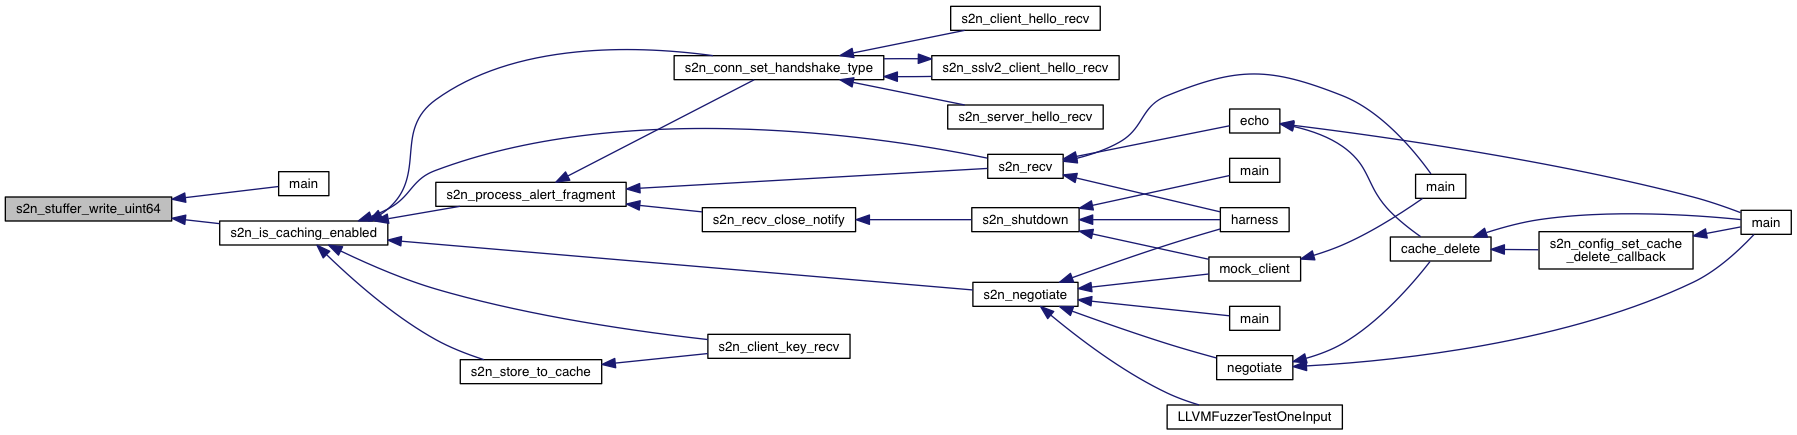 s2n_client_hello_recv
s2n_conn_set_handshake_type
s2n_sslv2_client_hello_recv
s2n_server_hello_recv
echo
s2n_recv
main
main
main
s2n_process_alert_fragment
s2n_stuffer_write_uint64
s2n_recv_close_notify
s2n_shutdown
harness
main
s2n_is_caching_enabled
cache_delete
s2n_config_set_cache
_delete_callback
mock_client
s2n_negotiate
main
s2n_client_key_recv
s2n_store_to_cache
negotiate
LLVMFuzzerTestOneInput